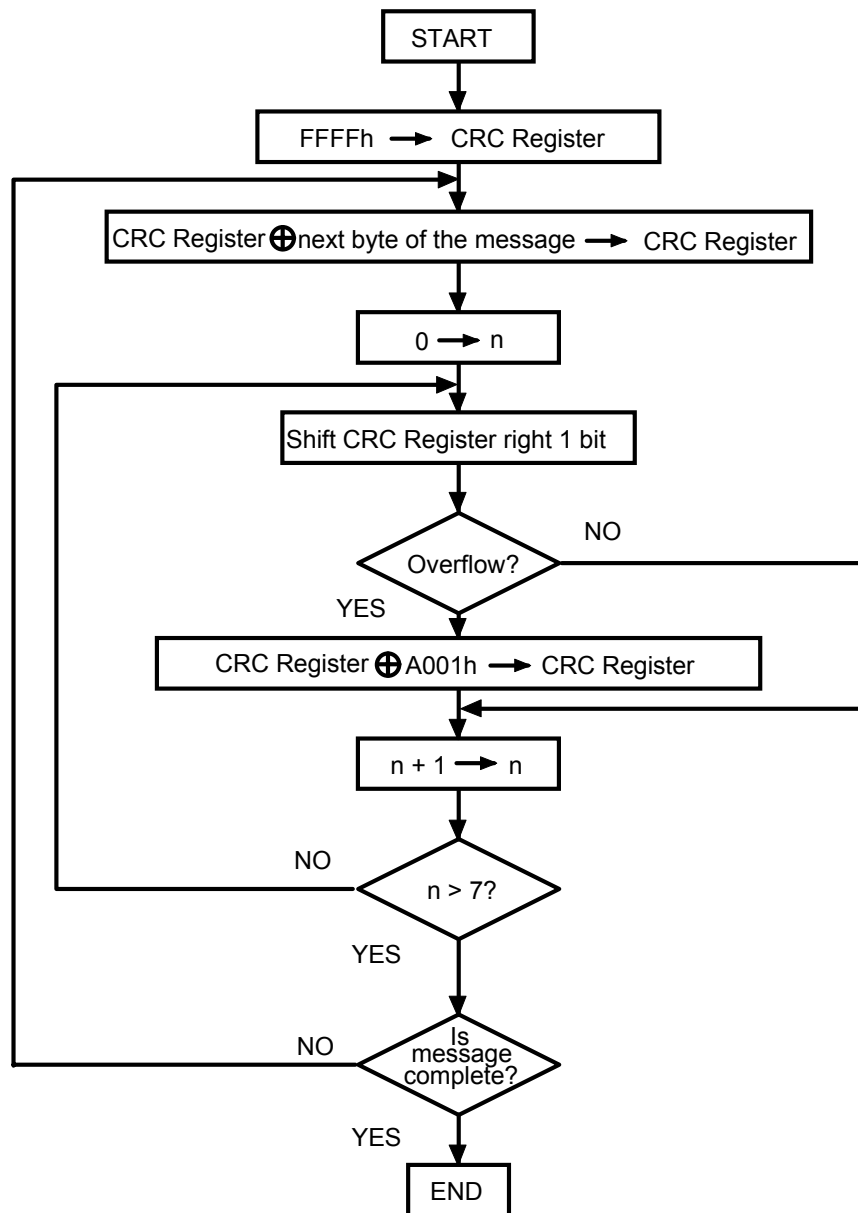 START
FFFFh → CRC Register
CRC Register ⊕ next byte of the message → CRC Register
0 → n
Shift CRC Register right 1 bit
Overflow?
NO
YES
CRC Register ⊕ A001h → CRC Register
n + 1 → n
NO
n > 7?
YES
NO
Is
message
complete?
YES
END